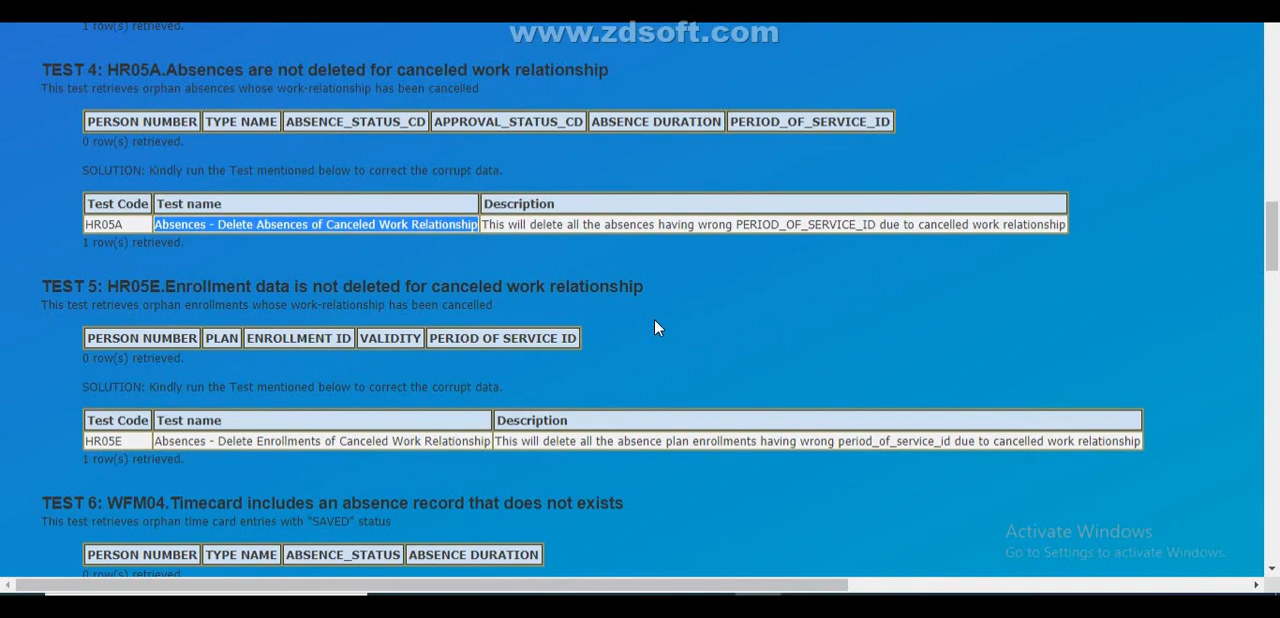 1 row(s) retrieved.
www.zdsoft.com
TEST 4: HR05A.Absences are not deleted for canceled work relationship
This test retrieves orphan absences whose work-relationship has been cancelled
PERSON NUMBER TYPE NAME ABSENCE_STATUS_CD APPROVAL_STATUS_CD ABSENCE DURATION PERIOD_OF_SERVICE_ID
0 row(s) retrieved.
SOLUTION: Kindly run the Test mentioned below to correct the corrupt data.
Test Code Test name Description
HR05A Absences - Delete Absences of Canceled Work Relationship This will delete all the absences having wrong PERIOD_OF_SERVICE_ID due to cancelled work relationship
1 row(s) retrieved.
TEST 5: HR05E.Enrollment data is not deleted for canceled work relationship
This test retrieves orphan enrollments whose work-relationship has been cancelled
PERSON NUMBER PLAN ENROLLMENT ID VALIDITY PERIOD OF SERVICE ID
0 row(s) retrieved.
SOLUTION: Kindly run the Test mentioned below to correct the corrupt data.
Test Code Test name Description
HR05E Absences - Delete Enrollments of Canceled Work Relationship This will delete all the absence plan enrollments having wrong period_of_service_id due to cancelled work relationship
1 row(s) retrieved.
TEST 6: WFM04.Timecard includes an absence record that does not exists
This test retrieves orphan time card entries with "SAVED" status
PERSON NUMBER TYPE NAME ABSENCE_STATUS ABSENCE DURATION
0 row(s) retrieved.
Activate Windows
Go to Settings to activate Windows.